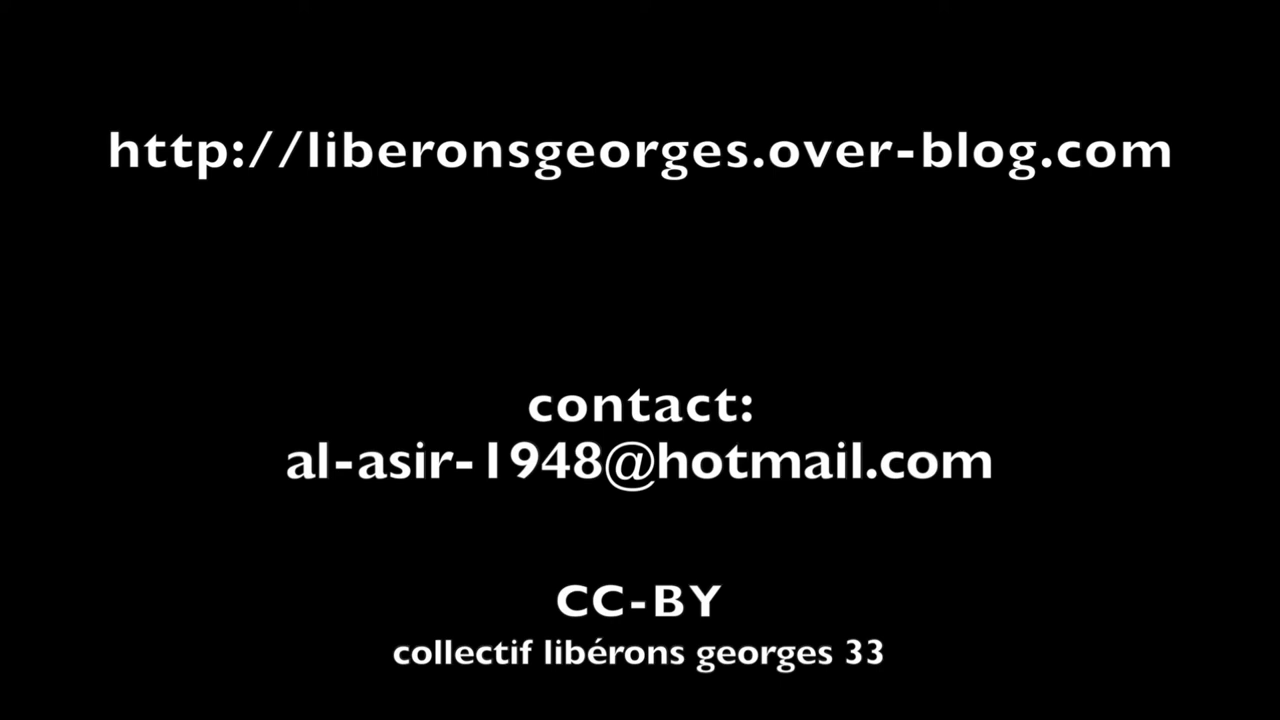 http://liberonsgeorges.over-blog.com
contact:
al-asir-1948@hotmail.com
CC-BY
collectif libérons georges 33